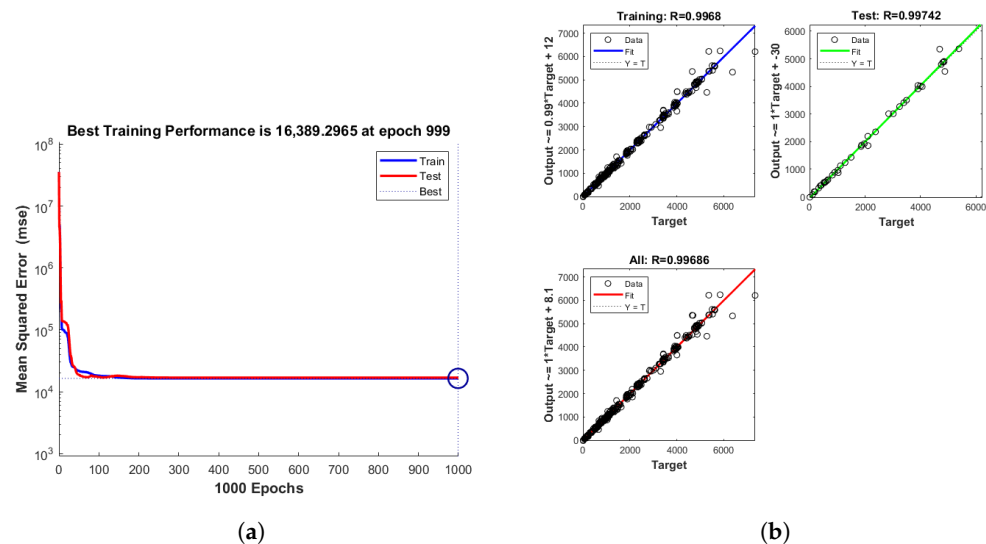 Best Training Performance is 16,389.2965 at epoch 999
Mean Squared Error (mse)
10^8
10^7
10^6
10^5
10^4
10^3
Train
Test
Best
0 100 200 300 400 500 600 700 800 900 1000
1000 Epochs
(a)
Training: R=0.9968
Output ~= 0.99*Target + 12
7000
6000
5000
4000
3000
2000
1000
0
Data
Fit
Y = T
0 2000 4000 6000
Target
Test: R=0.99742
Output ~= 1*Target + -30
6000
5000
4000
3000
2000
1000
0
Data
Fit
Y = T
0 2000 4000 6000
Target
All: R=0.99686
Output ~= 1*Target + 8.1
7000
6000
5000
4000
3000
2000
1000
0
Data
Fit
Y = T
0 2000 4000 6000
Target
(b)